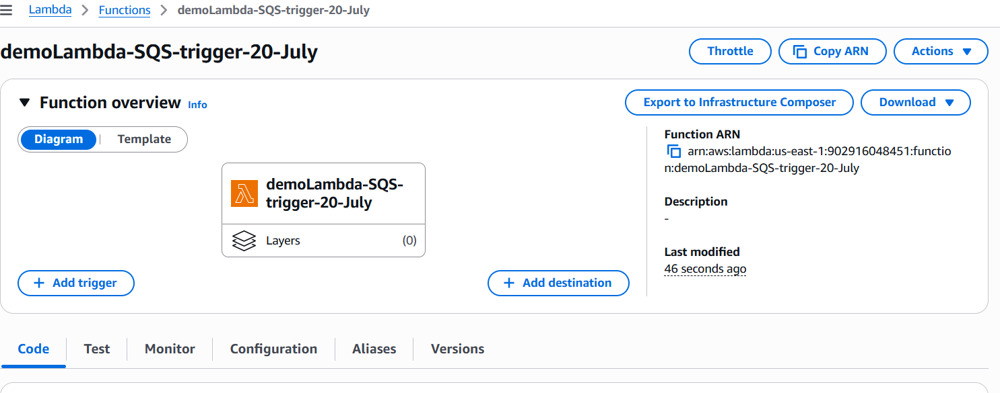 Lambda > Functions > demoLambda-SQS-trigger-20-July
demoLambda-SQS-trigger-20-July
Throttle
Copy ARN
Actions
Function overview Info
Export to Infrastructure Composer
Download
Diagram
Template
demoLambda-SQS-
trigger-20-July
Layers (0)
+ Add trigger
+ Add destination
Function ARN
arn:aws:lambda:us-east-1:902916048451:functio
n:demoLambda-SQS-trigger-20-July
Description
-
Last modified
46 seconds ago
Code
Test
Monitor
Configuration
Aliases
Versions